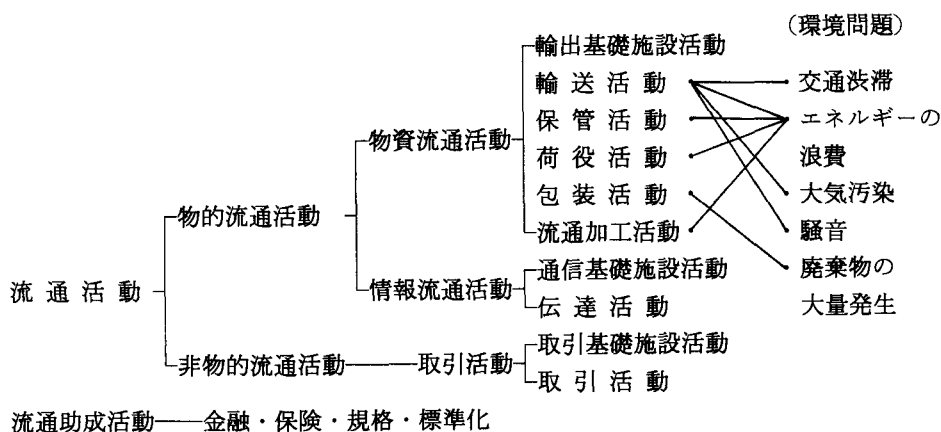 （環境問題）
輸出基礎施設活動
輸送活動 交通渋滞
保管活動 エネルギーの
物資流通活動
荷役活動 浪費
包装活動 大気汚染
物的流通活動
流通加工活動 騒音
通信基礎施設活動 廃棄物の
流通活動 情報流通活動
伝達活動 大量発生
取引基礎施設活動
非物的流通活動 取引活動
取引活動
流通助成活動 金融・保険・規格・標準化